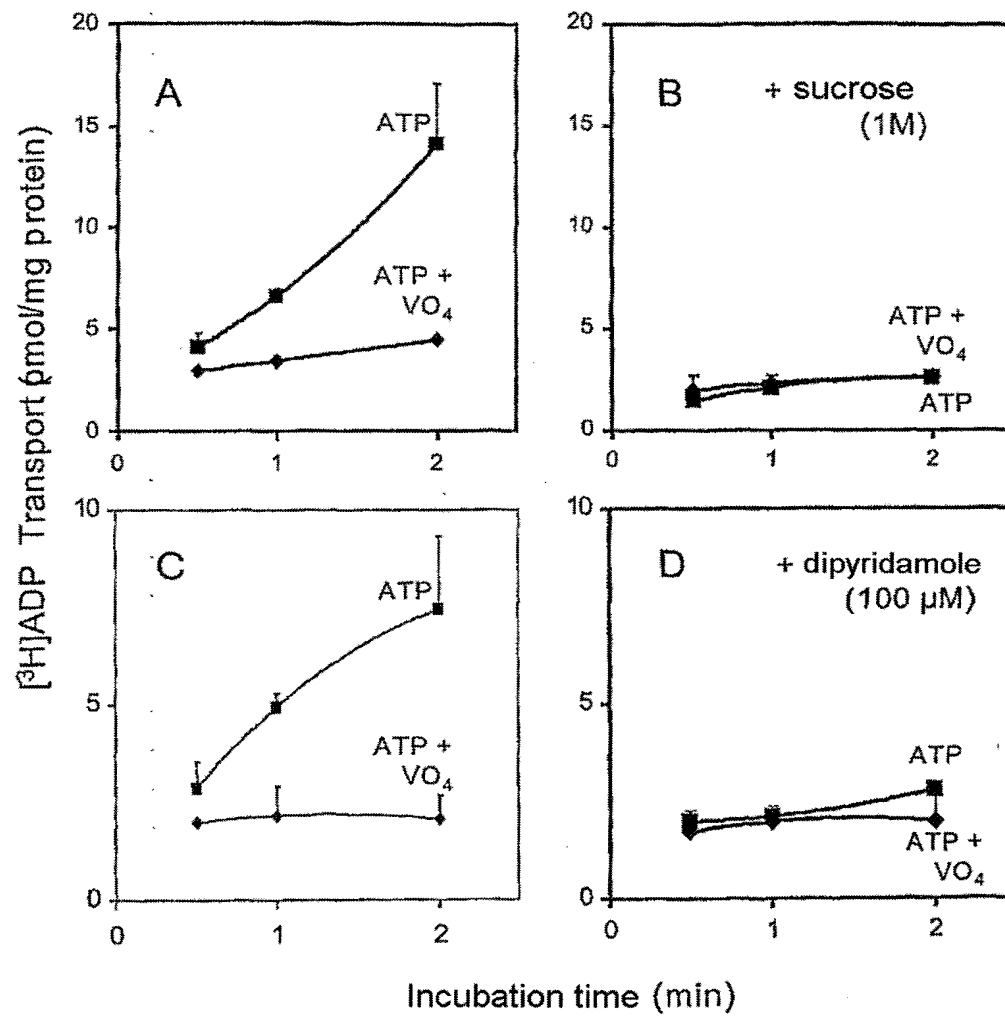 [³H]ADP Transport (pmol/mg protein)
20
15
10
5
0
0
1
2
A
ATP
ATP +
VO₄
20
15
10
5
0
0
1
2
B
+ sucrose
(1M)
ATP +
VO₄
ATP
10
5
0
0
1
2
C
ATP
ATP +
VO₄
10
5
0
0
1
2
D
+ dipyridamole
(100 µM)
ATP
ATP +
VO₄
Incubation time (min)